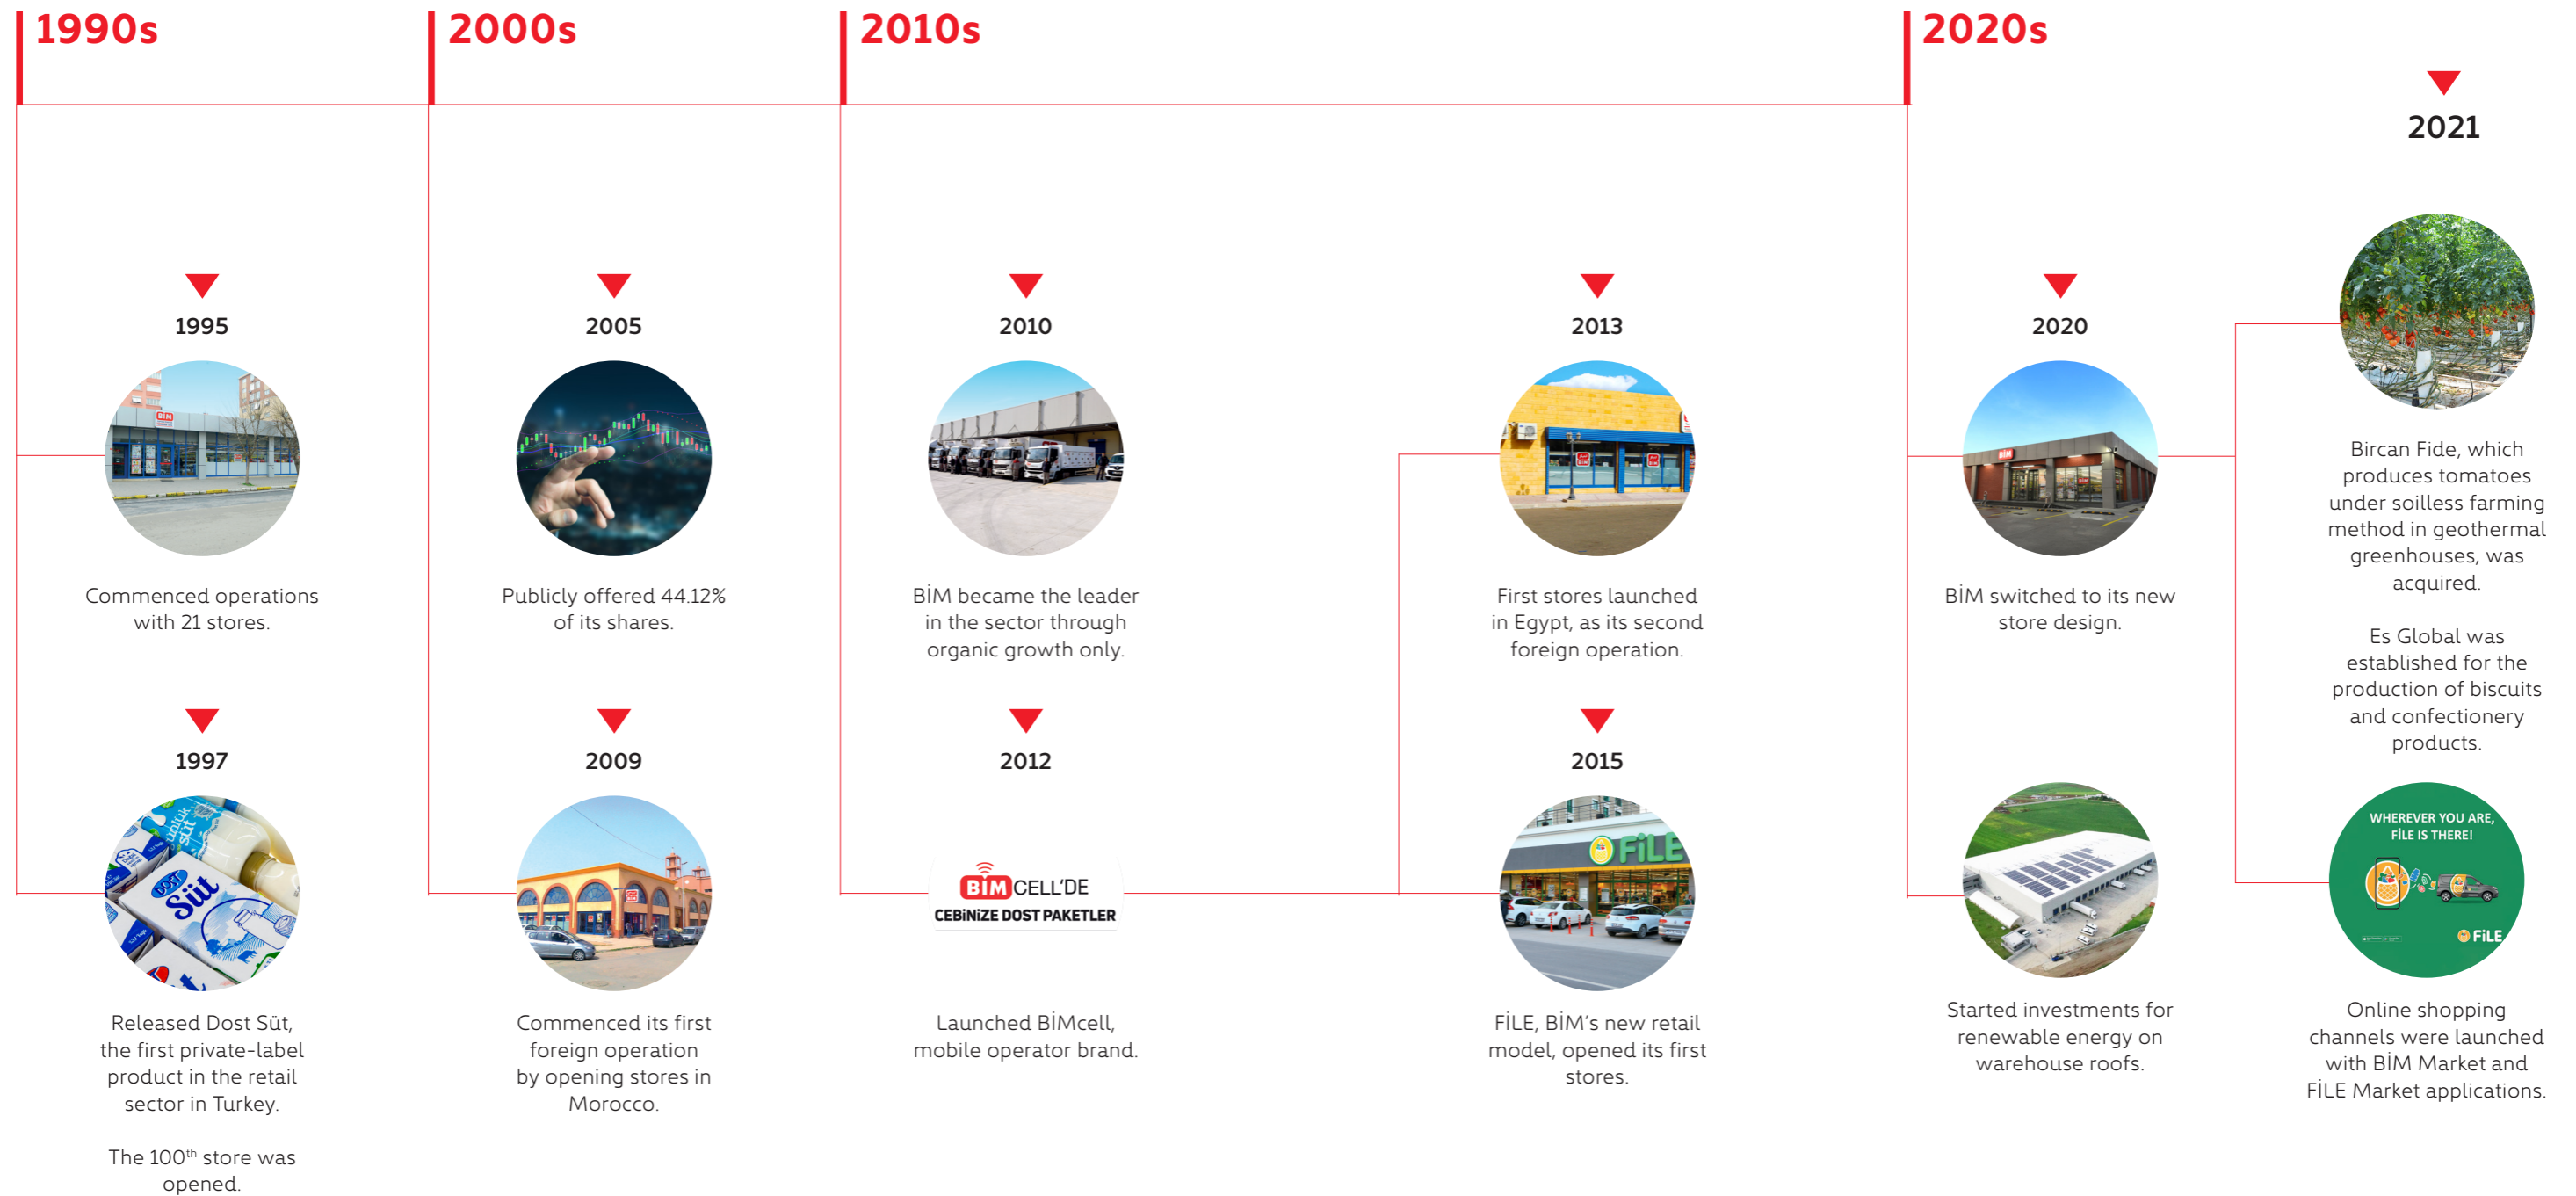 1990s
2000s
2010s
2020s
1995
BİM
Commenced operations
with 21 stores.
1997
günlük
süt
DOST
Süt
Released Dost Süt,
the first private-label
product in the retail
sector in Turkey.
The 100th store was
opened.
2005
Publicly offered 44.12%
of its shares.
2009
Commenced its first
foreign operation
by opening stores in
Morocco.
2010
BİM became the leader
in the sector through
organic growth only.
2012
BİMCELL'DE
CEBİNİZE DOST PAKETLER
Launched BİMcell,
mobile operator brand.
2013
First stores launched
in Egypt, as its second
foreign operation.
2015
FİLE
FİLE, BİM’s new retail
model, opened its first
stores.
2020
BİM
BİM switched to its new
store design.
Started investments for
renewable energy on
warehouse roofs.
2021
Bircan Fide, which
produces tomatoes
under soilless farming
method in geothermal
greenhouses, was
acquired.
Es Global was
established for the
production of biscuits
and confectionery
products.
WHEREVER YOU ARE,
FİLE IS THERE!
FİLE
Online shopping
channels were launched
with BİM Market and
FİLE Market applications.